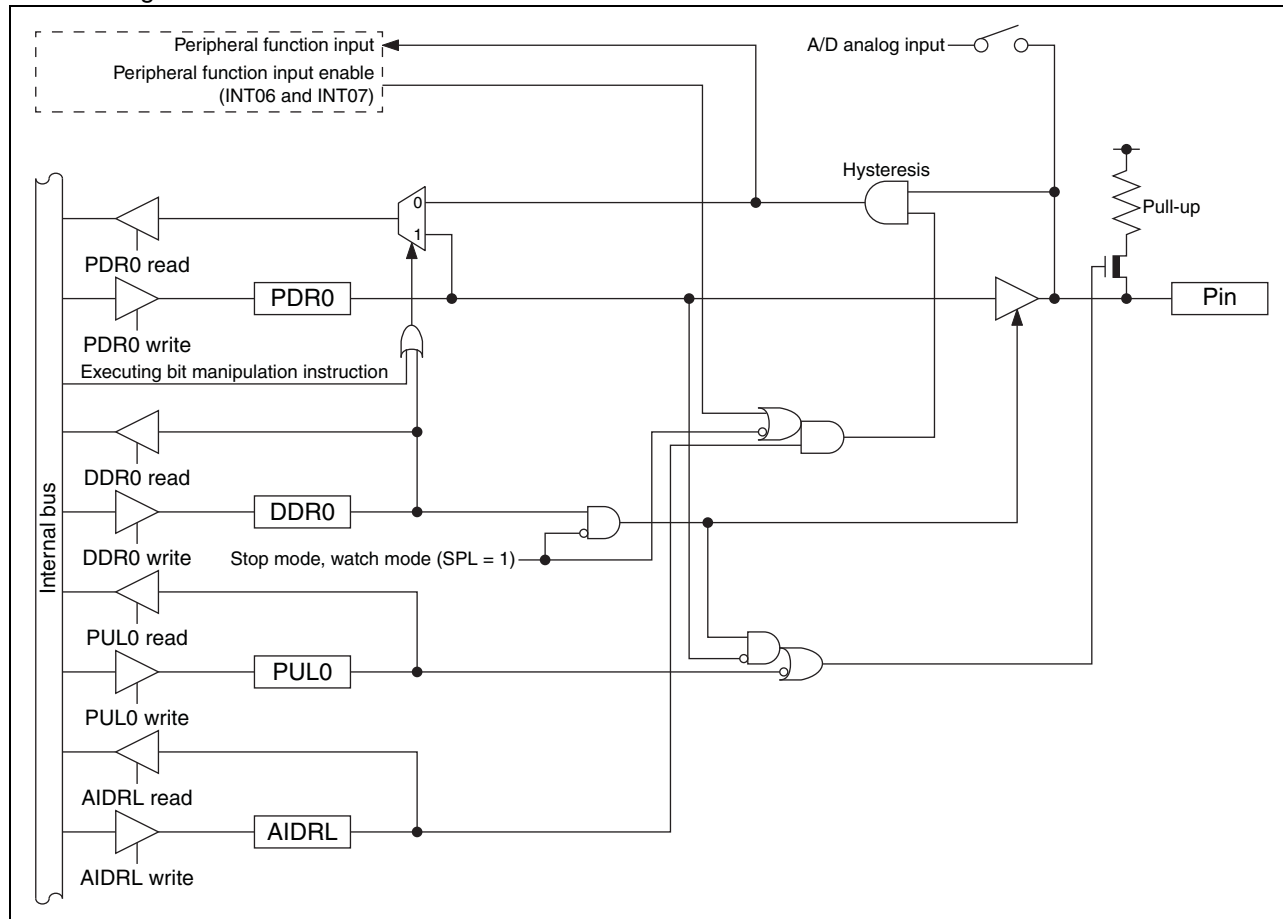 Peripheral function input
A/D analog input
Peripheral function input enable
(INT06 and INT07)
Hysteresis
0
Pull-up
1
PDR0 read
PDR0
Pin
PDR0 write
Executing bit manipulation instruction
DDR0 read
DDR0
Internal bus
DDR0 write
Stop mode, watch mode (SPL = 1)
PUL0 read
PUL0
PUL0 write
AIDRL read
AIDRL
AIDRL write